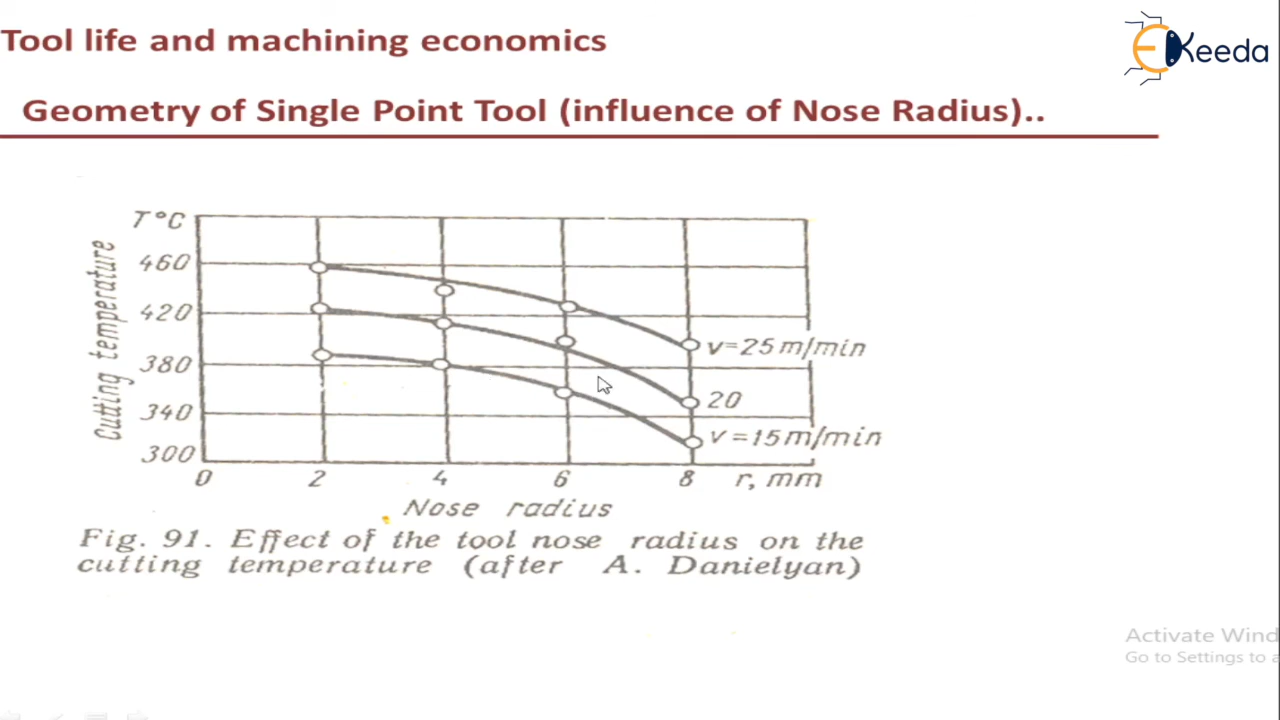 Tool life and machining economics
EKeeda
Geometry of Single Point Tool (influence of Nose Radius)..
T°C
Cutting temperature
460
420
380
340
300
v=25 m/min
20
v=15 m/min
0 2 4 6 8 r, mm
Nose radius
Fig. 91. Effect of the tool nose radius on the
cutting temperature (after A. Danielyan)
Activate Wind
Go to Settings to a